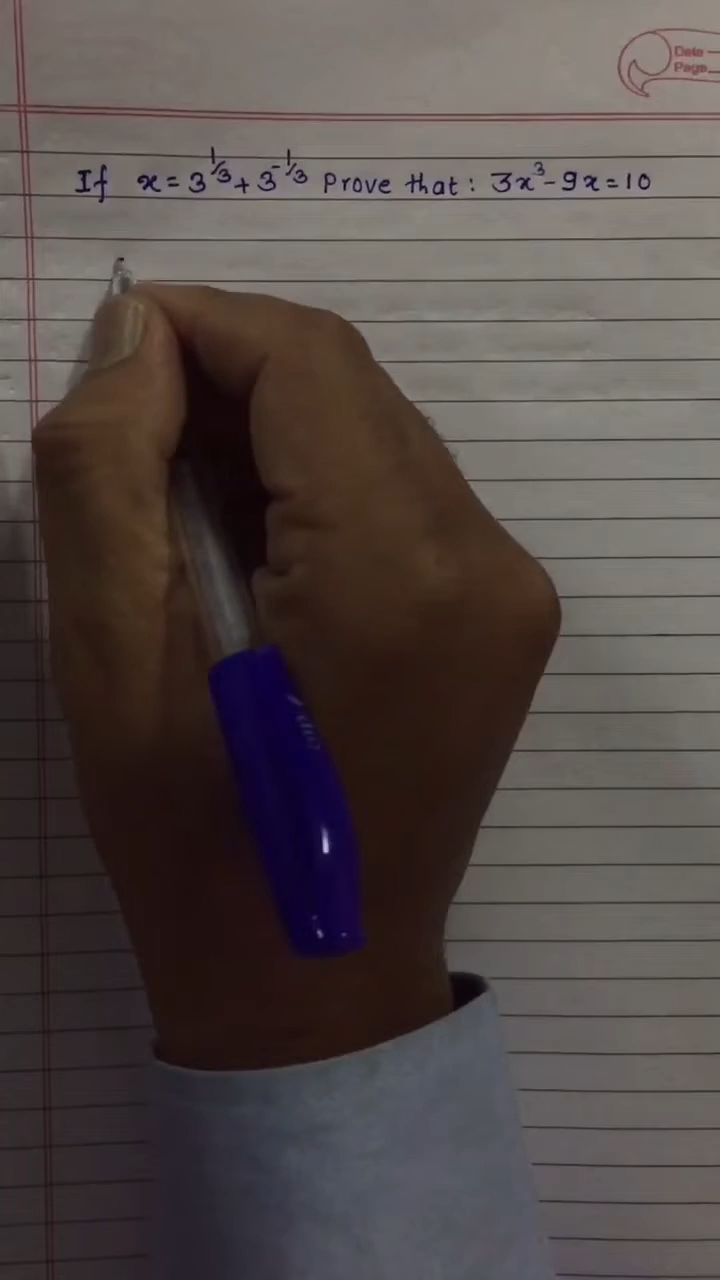 Date
Page
If x = 3^{1/3} + 3^{-1/3} Prove that : 3x^3 - 9x = 10